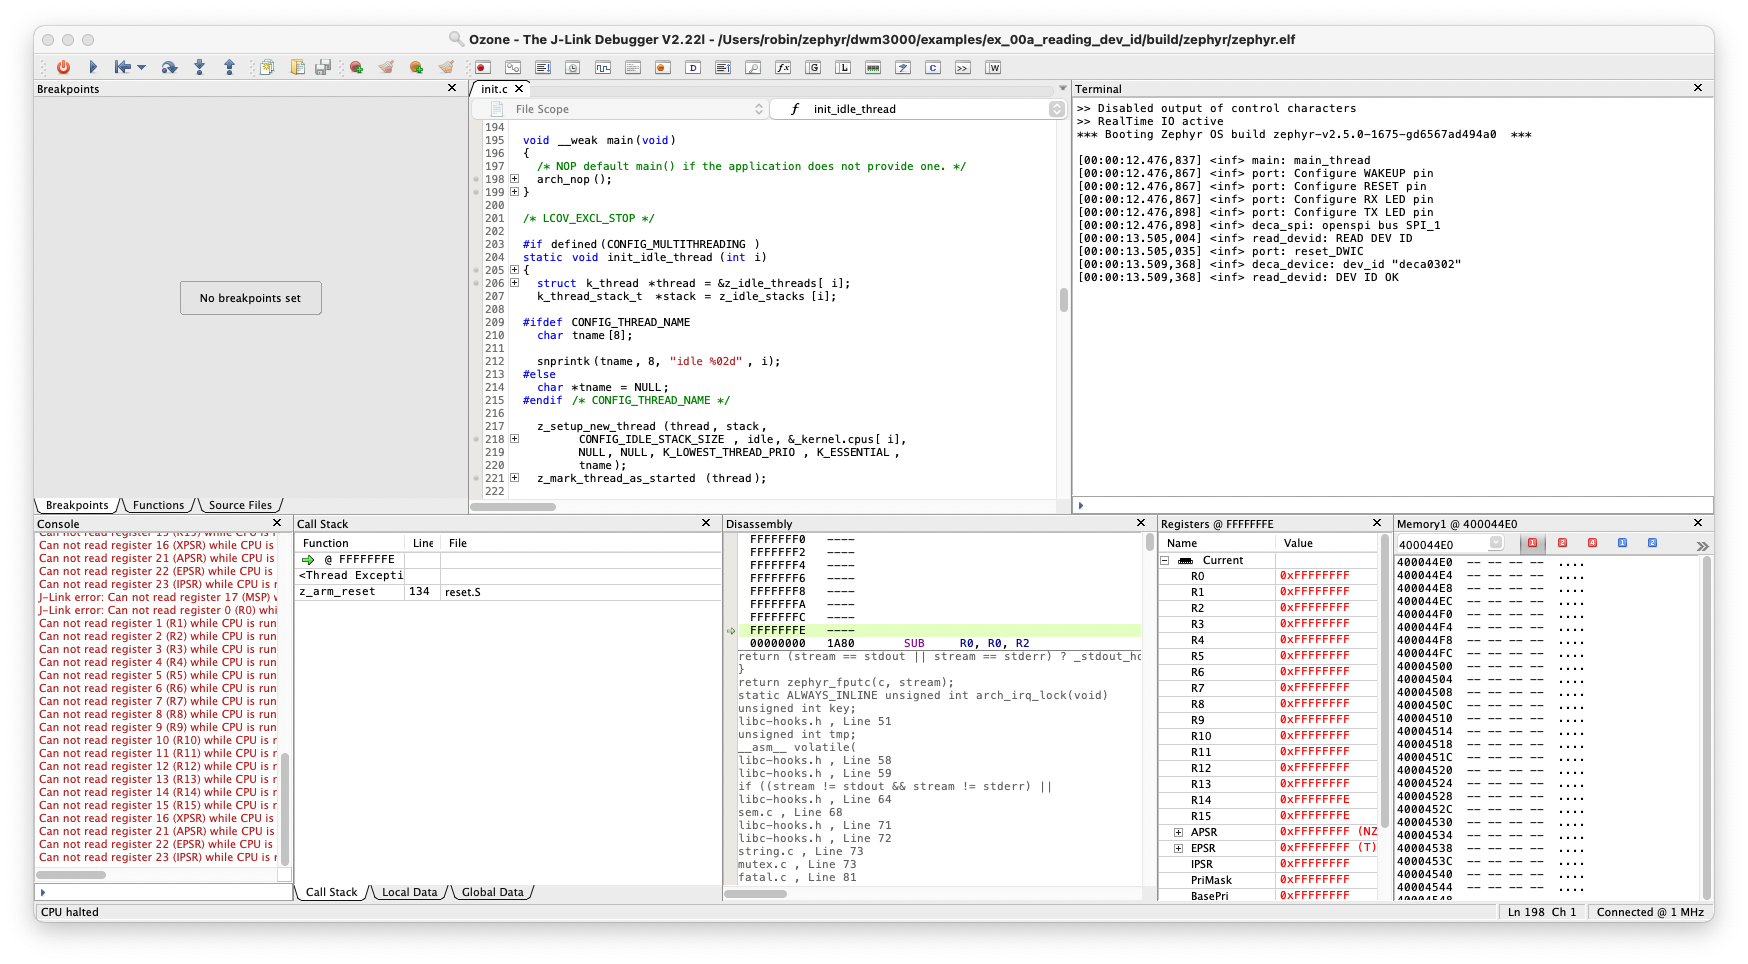 Ozone - The J-Link Debugger V2.22l - /Users/robin/zephyr/dwm3000/examples/ex_00a_reading_dev_id/build/zephyr/zephyr.elf
Breakpoints
No breakpoints set
Breakpoints
Functions
Source Files
init.c
File Scope
init_idle_thread
194
195 void __weak main(void)
196 {
197 /* NOP default main() if the application does not provide one. */
198 arch_nop();
199 }
200
201 /* LCOV_EXCL_STOP */
202
203 #if defined(CONFIG_MULTITHREADING )
204 static void init_idle_thread (int i)
205 {
206 struct k_thread *thread = &z_idle_threads[ i];
207 k_thread_stack_t *stack = z_idle_stacks [i];
208
209 #ifdef CONFIG_THREAD_NAME
210 char tname[8];
211
212 snprintk(tname, 8, "idle %02d" , i);
213 #else
214 char *tname = NULL;
215 #endif /* CONFIG_THREAD_NAME */
216
217 z_setup_new_thread (thread, stack,
218 CONFIG_IDLE_STACK_SIZE , idle, &_kernel.cpus[ i],
219 NULL, NULL, K_LOWEST_THREAD_PRIO , K_ESSENTIAL ,
220 tname);
221 z_mark_thread_as_started (thread);
222
Terminal
>> Disabled output of control characters
>> RealTime IO active
*** Booting Zephyr OS build zephyr-v2.5.0-1675-gd6567ad494a0 ***
[00:00:12.476,837] <inf> main: main_thread
[00:00:12.476,867] <inf> port: Configure WAKEUP pin
[00:00:12.476,867] <inf> port: Configure RESET pin
[00:00:12.476,867] <inf> port: Configure RX LED pin
[00:00:12.476,898] <inf> port: Configure TX LED pin
[00:00:12.476,898] <inf> deca_spi: openspi bus SPI_1
[00:00:13.505,004] <inf> read_devid: READ DEV ID
[00:00:13.505,035] <inf> port: reset_DWIC
[00:00:13.509,368] <inf> deca_device: dev_id "deca0302"
[00:00:13.509,368] <inf> read_devid: DEV ID OK
Console
Can not read register 15 (R15) while CPU is r
Can not read register 16 (XPSR) while CPU is
Can not read register 21 (APSR) while CPU is
Can not read register 22 (EPSR) while CPU is
Can not read register 23 (IPSR) while CPU is r
J-Link error: Can not read register 17 (MSP) w
J-Link error: Can not read register 0 (R0) whi
Can not read register 1 (R1) while CPU is run
Can not read register 2 (R2) while CPU is run
Can not read register 3 (R3) while CPU is run
Can not read register 4 (R4) while CPU is run
Can not read register 5 (R5) while CPU is run
Can not read register 6 (R6) while CPU is run
Can not read register 7 (R7) while CPU is run
Can not read register 8 (R8) while CPU is run
Can not read register 9 (R9) while CPU is run
Can not read register 10 (R10) while CPU is r
Can not read register 11 (R11) while CPU is r
Can not read register 12 (R12) while CPU is r
Can not read register 13 (R13) while CPU is r
Can not read register 14 (R14) while CPU is r
Can not read register 15 (R15) while CPU is r
Can not read register 16 (XPSR) while CPU is
Can not read register 21 (APSR) while CPU is
Can not read register 22 (EPSR) while CPU is
Can not read register 23 (IPSR) while CPU is r
Call Stack
Function Line File
@ FFFFFFFE
<Thread Excepti
z_arm_reset 134 reset.S
Call Stack
Local Data
Global Data
Disassembly
FFFFFFF0 ----
FFFFFFF2 ----
FFFFFFF4 ----
FFFFFFF6 ----
FFFFFFF8 ----
FFFFFFFA ----
FFFFFFFC ----
FFFFFFFE ----
00000000 1A80 SUB R0, R0, R2
return (stream == stdout || stream == stderr) ? _stdout_ho
}
return zephyr_fputc(c, stream);
static ALWAYS_INLINE unsigned int arch_irq_lock(void)
unsigned int key;
libc-hooks.h , Line 51
unsigned int tmp;
__asm__ volatile(
libc-hooks.h , Line 58
libc-hooks.h , Line 59
if ((stream != stdout && stream != stderr) ||
libc-hooks.h , Line 64
sem.c , Line 68
libc-hooks.h , Line 71
libc-hooks.h , Line 72
string.c , Line 73
mutex.c , Line 73
fatal.c , Line 81
Registers @ FFFFFFFE
Name Value
Current
R0 0xFFFFFFFF
R1 0xFFFFFFFF
R2 0xFFFFFFFF
R3 0xFFFFFFFF
R4 0xFFFFFFFF
R5 0xFFFFFFFF
R6 0xFFFFFFFF
R7 0xFFFFFFFF
R8 0xFFFFFFFF
R9 0xFFFFFFFF
R10 0xFFFFFFFF
R11 0xFFFFFFFF
R12 0xFFFFFFFF
R13 0xFFFFFFFF
R14 0xFFFFFFFE
R15 0xFFFFFFFE
APSR 0xFFFFFFFF (NZ
EPSR 0xFFFFFFFF (T)
IPSR 0xFFFFFFFF
PriMask 0xFFFFFFFF
BasePri 0xFFFFFFFF
Memory1 @ 400044E0
400044E0
400044E0 -- -- -- -- ....
400044E4 -- -- -- -- ....
400044E8 -- -- -- -- ....
400044EC -- -- -- -- ....
400044F0 -- -- -- -- ....
400044F4 -- -- -- -- ....
400044F8 -- -- -- -- ....
400044FC -- -- -- -- ....
40004500 -- -- -- -- ....
40004504 -- -- -- -- ....
40004508 -- -- -- -- ....
4000450C -- -- -- -- ....
40004510 -- -- -- -- ....
40004514 -- -- -- -- ....
40004518 -- -- -- -- ....
4000451C -- -- -- -- ....
40004520 -- -- -- -- ....
40004524 -- -- -- -- ....
40004528 -- -- -- -- ....
4000452C -- -- -- -- ....
40004530 -- -- -- -- ....
40004534 -- -- -- -- ....
40004538 -- -- -- -- ....
4000453C -- -- -- -- ....
40004540 -- -- -- -- ....
40004544 -- -- -- -- ....
40004548 -- -- -- -- ....
CPU halted
Ln 198 Ch 1
Connected @ 1 MHz